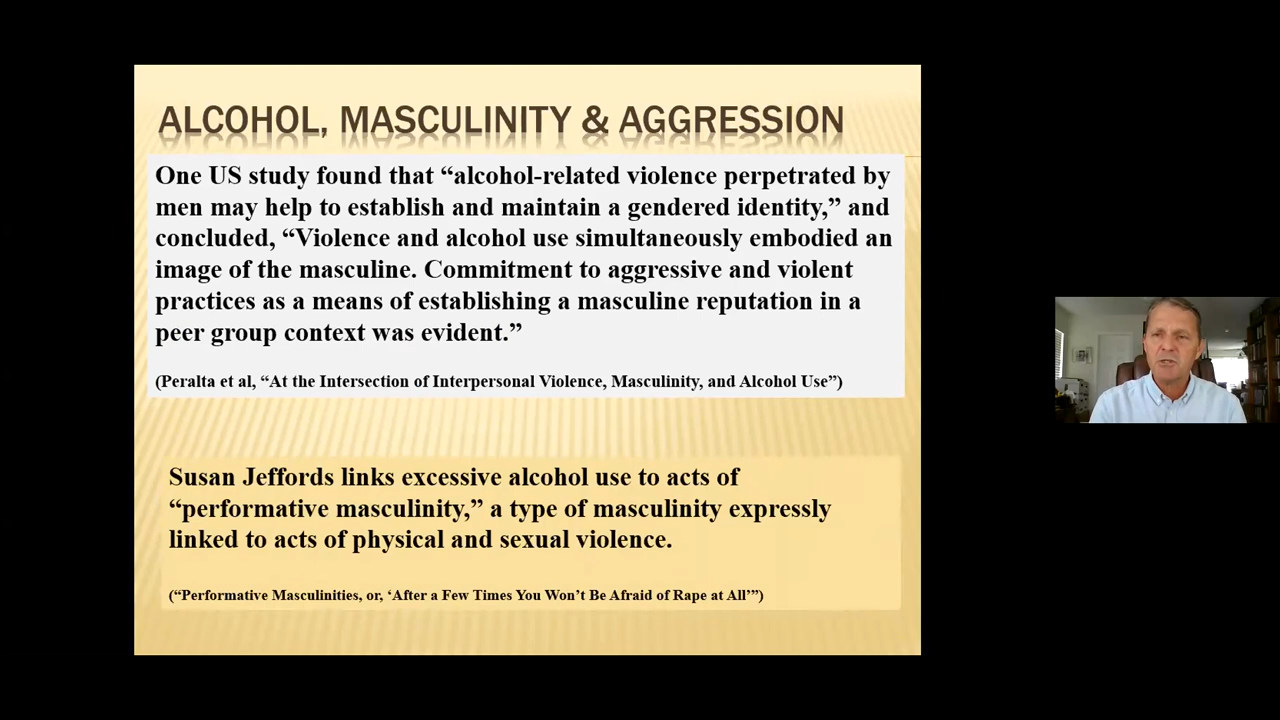 ALCOHOL, MASCULINITY & AGGRESSION
One US study found that “alcohol-related violence perpetrated by
men may help to establish and maintain a gendered identity,” and
concluded, “Violence and alcohol use simultaneously embodied an
image of the masculine. Commitment to aggressive and violent
practices as a means of establishing a masculine reputation in a
peer group context was evident.”
(Peralta et al, “At the Intersection of Interpersonal Violence, Masculinity, and Alcohol Use”)
Susan Jeffords links excessive alcohol use to acts of
“performative masculinity,” a type of masculinity expressly
linked to acts of physical and sexual violence.
(“Performative Masculinities, or, ‘After a Few Times You Won’t Be Afraid of Rape at All’”)